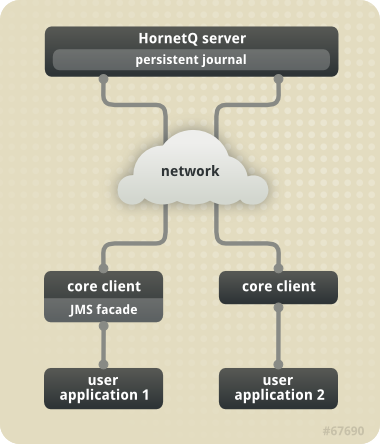 HornetQ server
persistent journal
network
core client
JMS facade
core client
user
application 1
user
application 2
#67690